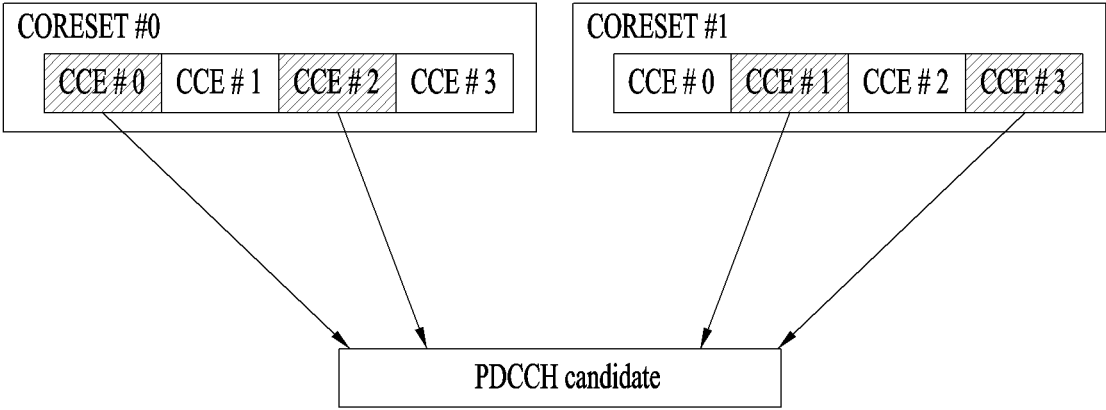 CORESET #0
CORESET #1
CCE # 0 CCE # 1 CCE # 2 CCE # 3
CCE # 0 CCE # 1 CCE # 2 CCE # 3
PDCCH candidate